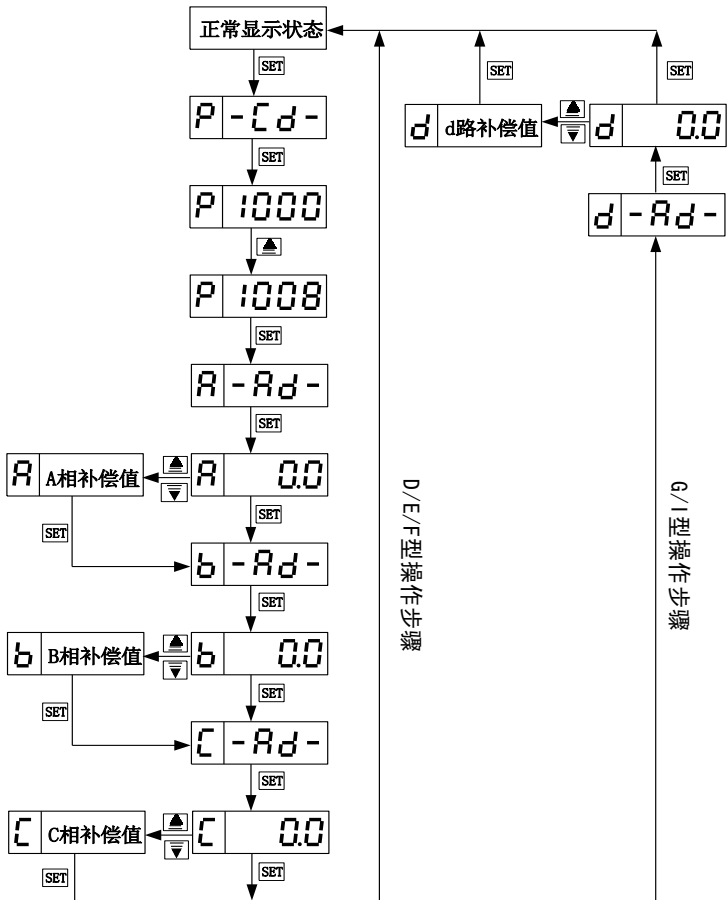 正常显示状态
SET
P -Cd-
SET
P 1000
P 1008
SET
A -Ad-
SET
A 0.0
A A相补偿值
SET
SET
b -Ad-
SET
b 0.0
b B相补偿值
SET
SET
C -Ad-
SET
C 0.0
C C相补偿值
SET
SET
D/E/F型操作步骤
SET
d d路补偿值
SET
d 0.0
SET
d -Ad-
G/I型操作步骤